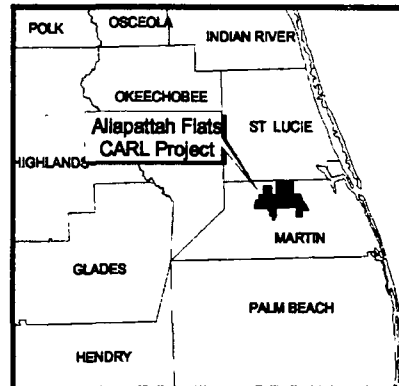 POLK
OSCEOLA
INDIAN RIVER
OKEECHOBEE
ST LUCIE
Allapattah Flats
CARL Project
HIGHLANDS
MARTIN
GLADES
PALM BEACH
HENDRY